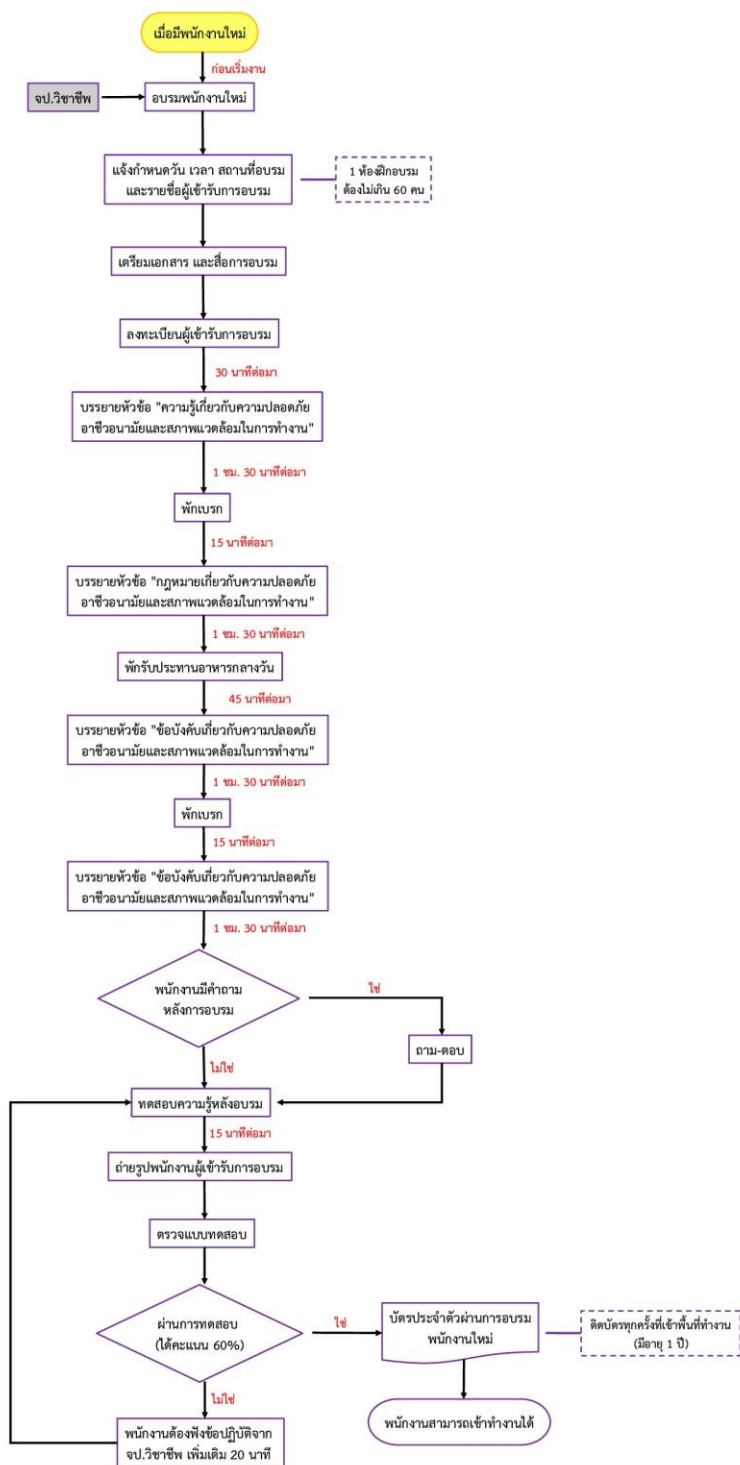 เมื่อมีพนักงานใหม่
ก่อนเริ่มงาน
จป.วิชาชีพ
อบรมพนักงานใหม่
แจ้งกำหนดวัน เวลา สถานที่อบรม
และรายชื่อผู้เข้ารับการอบรม
1 ห้องฝึกอบรม
ต้องไม่เกิน 60 คน
เตรียมเอกสาร และสื่อการอบรม
ลงทะเบียนผู้เข้ารับการอบรม
30 นาทีต่อมา
บรรยายหัวข้อ "ความรู้เกี่ยวกับความปลอดภัย
อาชีวอนามัยและสภาพแวดล้อมในการทำงาน"
1 ชม. 30 นาทีต่อมา
พักเบรก
15 นาทีต่อมา
บรรยายหัวข้อ "กฎหมายเกี่ยวกับความปลอดภัย
อาชีวอนามัยและสภาพแวดล้อมในการทำงาน"
1 ชม. 30 นาทีต่อมา
พักรับประทานอาหารกลางวัน
45 นาทีต่อมา
บรรยายหัวข้อ "ข้อบังคับเกี่ยวกับความปลอดภัย
อาชีวอนามัยและสภาพแวดล้อมในการทำงาน"
1 ชม. 30 นาทีต่อมา
พักเบรก
15 นาทีต่อมา
บรรยายหัวข้อ "ข้อบังคับเกี่ยวกับความปลอดภัย
อาชีวอนามัยและสภาพแวดล้อมในการทำงาน"
1 ชม. 30 นาทีต่อมา
พนักงานมีคำถาม
หลังการอบรม
ใช่
ถาม-ตอบ
ไม่ใช่
ทดสอบความรู้หลังอบรม
15 นาทีต่อมา
ถ่ายรูปพนักงานผู้เข้ารับการอบรม
ตรวจแบบทดสอบ
ผ่านการทดสอบ
(ได้คะแนน 60%)
ใช่
บัตรประจำตัวผ่านการอบรม
พนักงานใหม่
ติดบัตรทุกครั้งที่เข้าพื้นที่ทำงาน
(มีอายุ 1 ปี)
ไม่ใช่
พนักงานสามารถเข้าทำงานได้
พนักงานต้องฟังข้อปฏิบัติจาก
จป.วิชาชีพ เพิ่มเติม 20 นาที